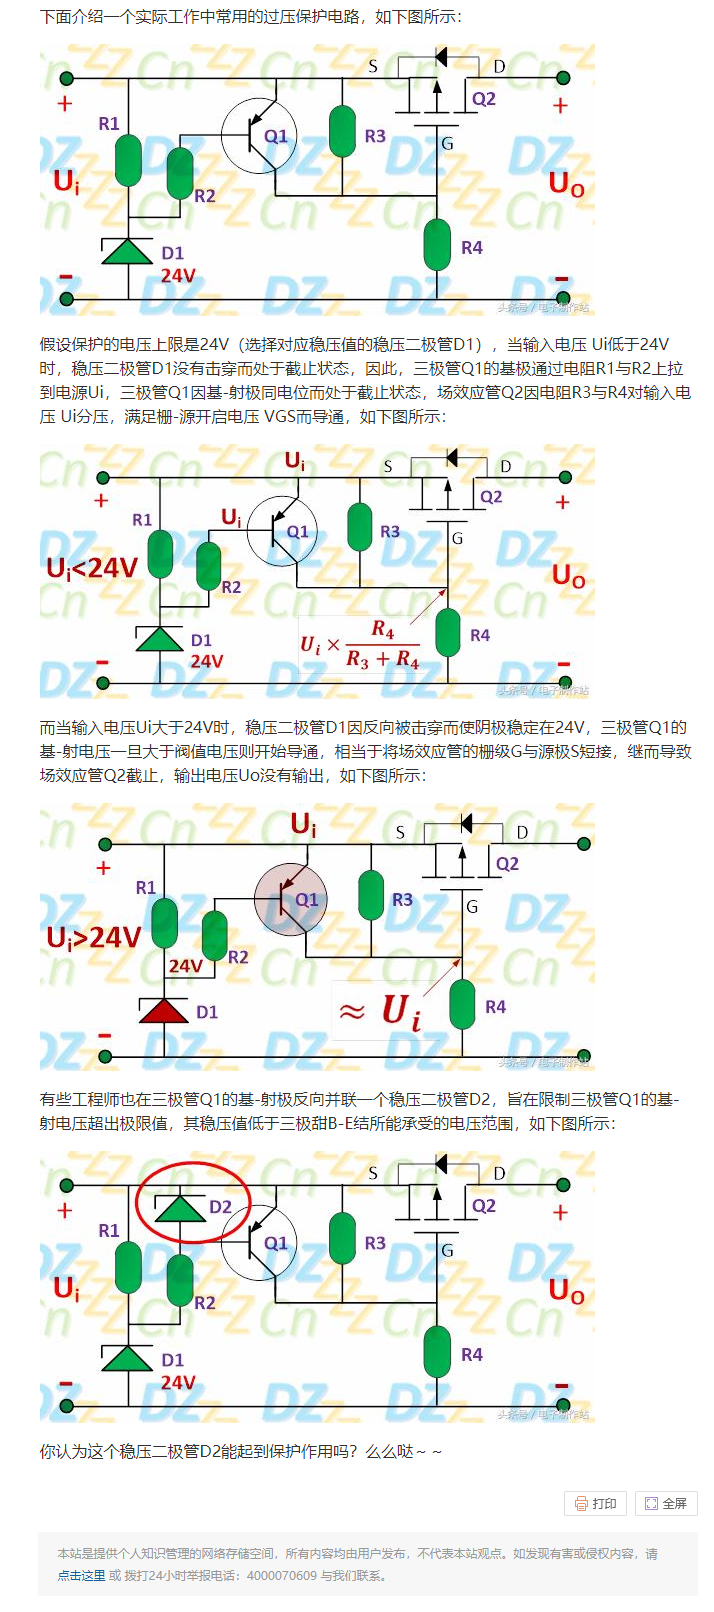 下面介绍一个实际工作中常用的过压保护电路，如下图所示：
S D
Q2
+ R1 Q1 R3 G +
Ui R2 UO
D1 R4
24V
- -
头条号 / 电子制作站
假设保护的电压上限是24V（选择对应稳压值的稳压二极管D1），当输入电压 Ui低于24V
时，稳压二极管D1没有击穿而处于截止状态，因此，三极管Q1的基极通过电阻R1与R2上拉
到电源Ui，三极管Q1因基-射极同电位而处于截止状态，场效应管Q2因电阻R3与R4对输入电
压 Ui分压，满足栅-源开启电压 VGS而导通，如下图所示：
Ui S D
+ Q2 +
R1 Ui Q1 R3 G
Ui<24V R2 UO
Ui × R4 / (R3 + R4) R4
D1
24V
- -
头条号 / 电子制作站
而当输入电压Ui大于24V时，稳压二极管D1因反向被击穿而使阴极稳定在24V，三极管Q1的
基-射电压一旦大于阀值电压则开始导通，相当于将场效应管的栅级G与源极S短接，继而导致
场效应管Q2截止，输出电压Uo没有输出，如下图所示：
Ui S D
+ Q2
R1 Q1 R3 G
Ui>24V R2
24V
D1 ≈ Ui R4
-
头条号 / 电子制作站
有些工程师也在三极管Q1的基-射极反向并联一个稳压二极管D2，旨在限制三极管Q1的基-
射电压超出极限值，其稳压值低于三极甜B-E结所能承受的电压范围，如下图所示：
S D
+ D2 Q2 +
R1 Q1 R3 G
Ui R2 UO
D1 R4
24V
- -
头条号 / 电子制作站
你认为这个稳压二极管D2能起到保护作用吗？么么哒～～
打印 全屏
本站是提供个人知识管理的网络存储空间，所有内容均由用户发布，不代表本站观点。如发现有害或侵权内容，请
点击这里 或 拨打24小时举报电话：4000070609 与我们联系。